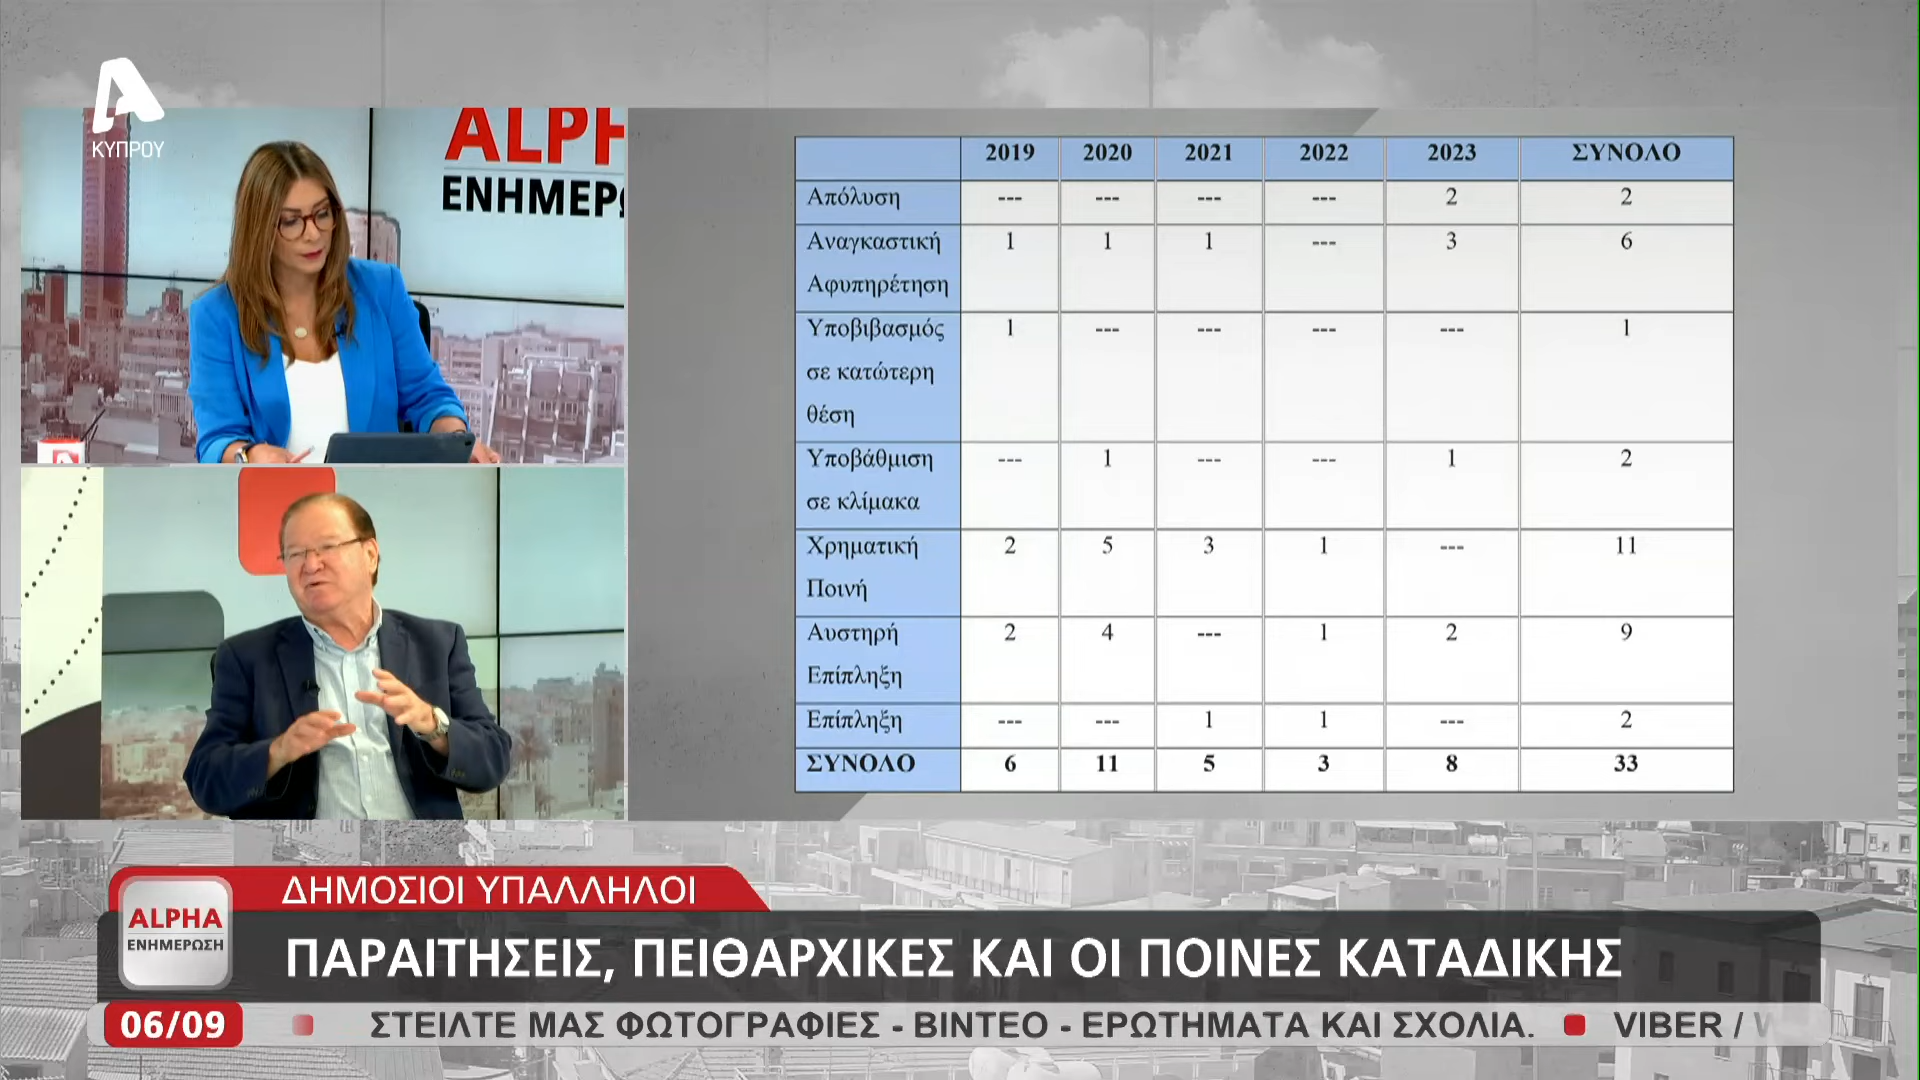 ΚΥΠΡΟΥ
ALPH
ΕΝΗΜΕΡΩ
2019 2020 2021 2022 2023 ΣΥΝΟΛΟ
Απόλυση --- --- --- --- 2 2
Αναγκαστική 1 1 1 --- 3 6
Αφυπηρέτηση
Υποβιβασμός 1 --- --- --- --- 1
σε κατώτερη
θέση
Υποβάθμιση --- 1 --- --- 1 2
σε κλίμακα
Χρηματική 2 5 3 1 --- 11
Ποινή
Αυστηρή 2 4 --- 1 2 9
Επίπληξη
Επίπληξη --- --- 1 1 --- 2
ΣΥΝΟΛΟ 6 11 5 3 8 33
ΔΗΜΟΣΙΟΙ ΥΠΑΛΛΗΛΟΙ
ALPHA
ΕΝΗΜΕΡΩΣΗ
ΠΑΡΑΙΤΗΣΕΙΣ, ΠΕΙΘΑΡΧΙΚΕΣ ΚΑΙ ΟΙ ΠΟΙΝΕΣ ΚΑΤΑΔΙΚΗΣ
06/09 ΣΤΕΙΛΤΕ ΜΑΣ ΦΩΤΟΓΡΑΦΙΕΣ - ΒΙΝΤΕΟ - ΕΡΩΤΗΜΑΤΑ ΚΑΙ ΣΧΟΛΙΑ. VIBER /